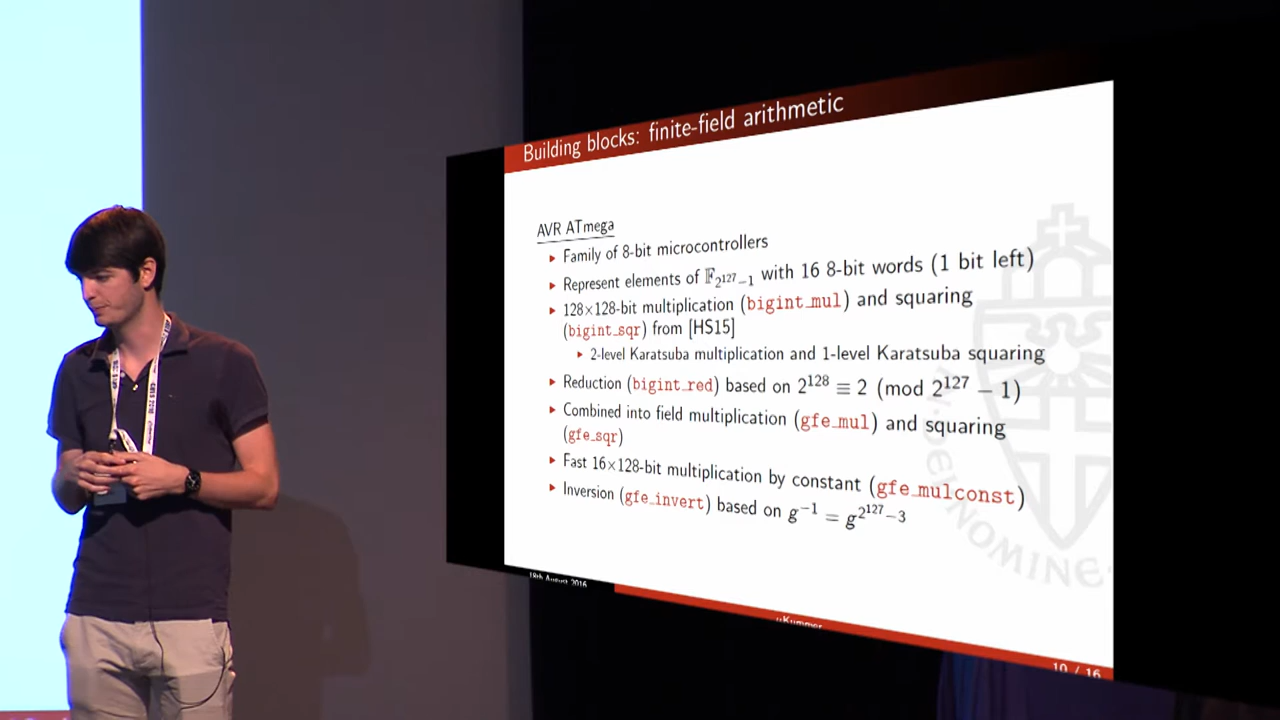 Building blocks: finite-field arithmetic
AVR ATmega
▸ Family of 8-bit microcontrollers
▸ Represent elements of 𝔽₂¹²⁷₋₁ with 16 8-bit words (1 bit left)
▸ 128×128-bit multiplication (bigint_mul) and squaring
(bigint_sqr) from [HS15]
▸ 2-level Karatsuba multiplication and 1-level Karatsuba squaring
▸ Reduction (bigint_red) based on 2¹²⁸ ≡ 2 (mod 2¹²⁷ − 1)
▸ Combined into field multiplication (gfe_mul) and squaring
(gfe_sqr)
▸ Fast 16×128-bit multiplication by constant (gfe_mulconst)
▸ Inversion (gfe_invert) based on g⁻¹ = g^{2¹²⁷−3}
18th August 2016
µKummer
10 / 16
NOMINE